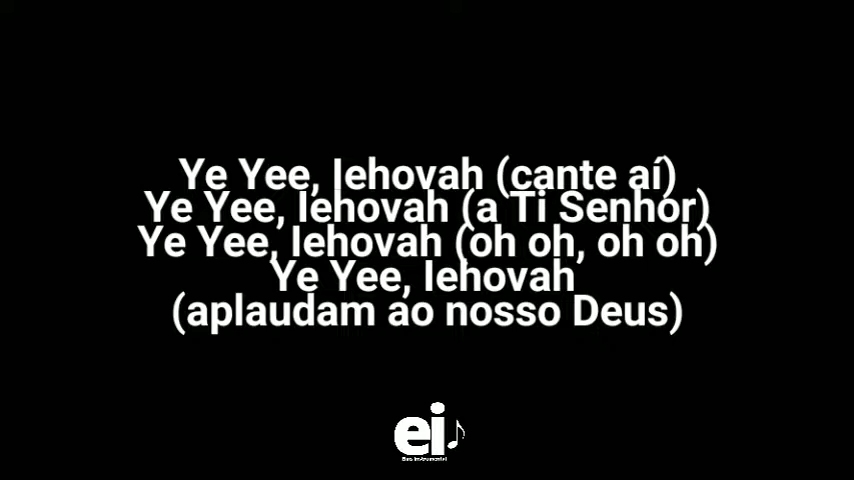 Ye Yee, Iehovah (cante aí)
Ye Yee, Iehovah (a Ti Senhor)
Ye Yee, Iehovah (oh oh, oh oh)
Ye Yee, Iehovah
(aplaudam ao nosso Deus)
ei